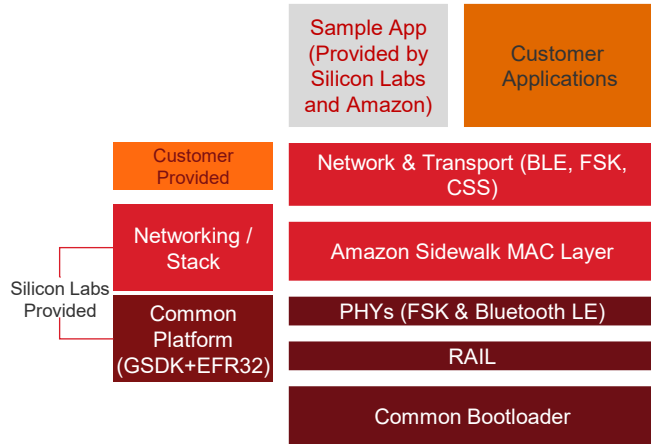 Sample App
(Provided by
Silicon Labs
and Amazon)
Customer
Applications
Customer
Provided
Network & Transport (BLE, FSK,
CSS)
Networking /
Stack
Amazon Sidewalk MAC Layer
Silicon Labs
Provided
Common
Platform
(GSDK+EFR32)
PHYs (FSK & Bluetooth LE)
RAIL
Common Bootloader